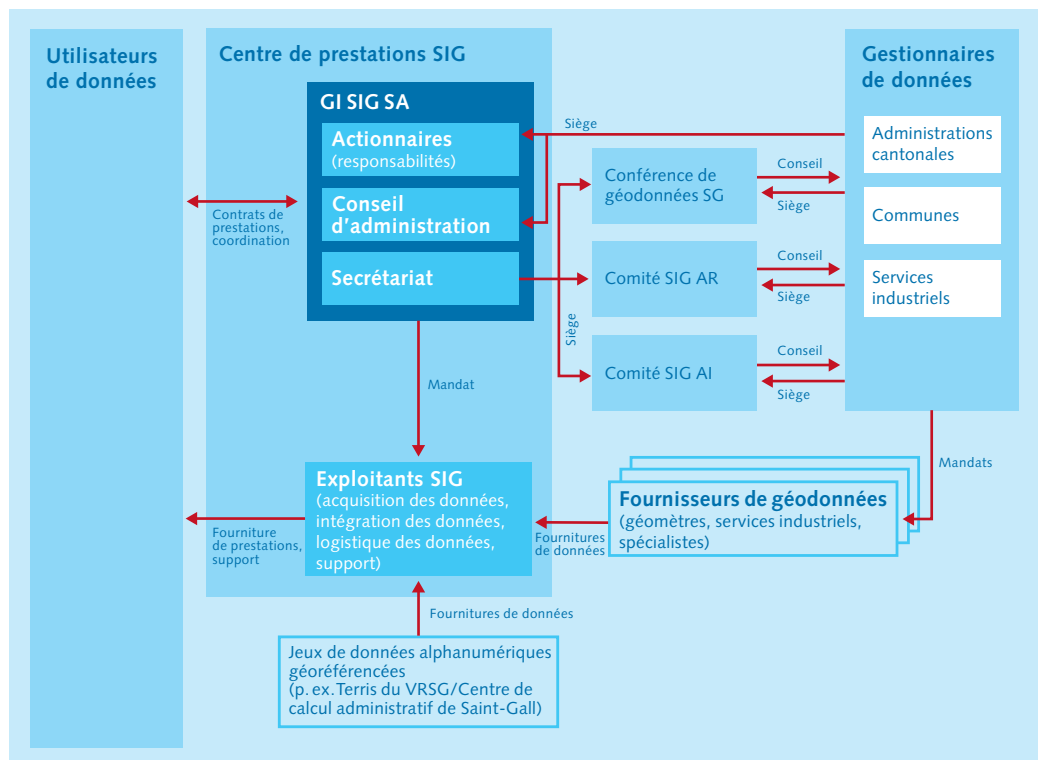 Utilisateurs
de données
Centre de prestations SIG
GI SIG SA
Actionnaires
(responsabilités)
Conseil
d'administration
Secrétariat
Contrats de
prestations,
coordination
Siège
Conférence de
géodonnées SG
Conseil
Siège
Comité SIG AR
Conseil
Siège
Siège
Comité SIG AI
Conseil
Siège
Gestionnaires
de données
Administrations
cantonales
Communes
Services
industriels
Mandat
Mandats
Exploitants SIG
(acquisition des données,
intégration des données,
logistique des données,
support)
Fourniture
de prestations,
support
Fournitures
de données
Fournisseurs de géodonnées
(géomètres, services industriels,
spécialistes)
Fournitures de données
Jeux de données alphanumériques
géoréférencées
(p. ex. Terris du VRSG/Centre de
calcul administratif de Saint-Gall)